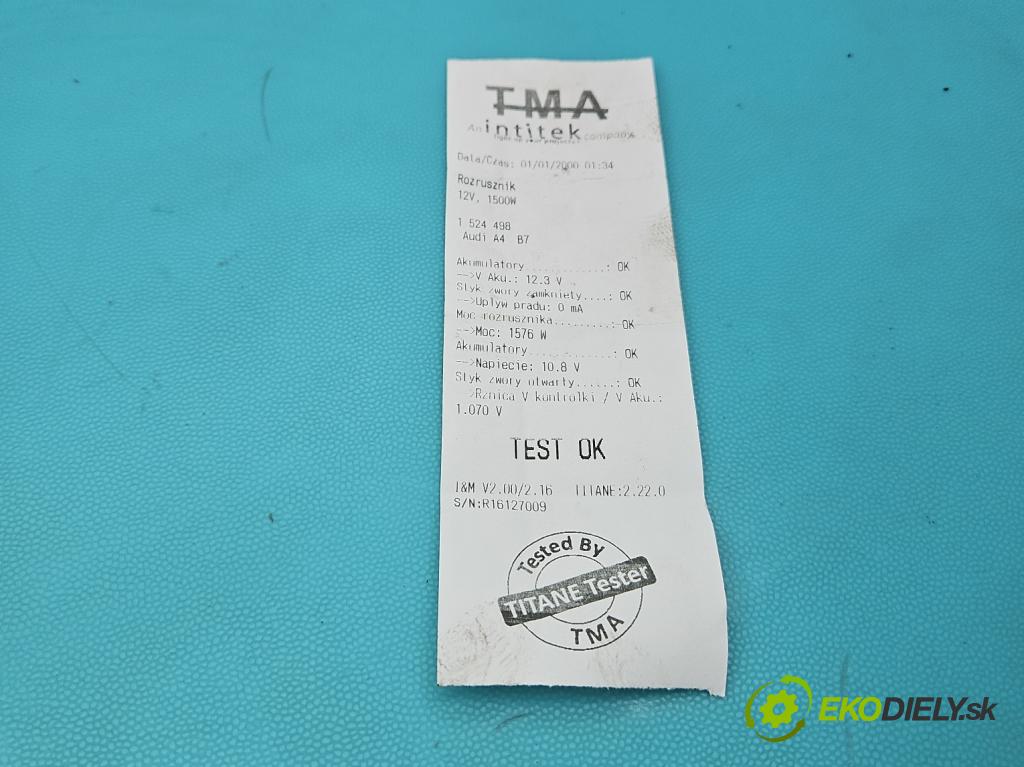 TMA
An intitek company
Data/Czas: 01/01/2000 01:34
Rozrusznik
12V, 1500W
1 524 498
Audi A4 B7
Akumulatory............: OK
-->V Aku.: 12.3 V
Styk zwory zamkniety....: OK
-->Uplyw pradu: 0 mA
Moc rozrusznika.........: OK
-->Moc: 1576 W
Akumulatory............: OK
-->Napiecie: 10.8 V
Styk zwory otwarty......: OK
-->Rznica V kontrolki / V Aku.:
1.070 V
TEST OK
I&M V2.00/2.16 TITANE:2.22.0
S/N:R16127009
Tested By
TITANE Tester
TMA
EKODIELY.sk